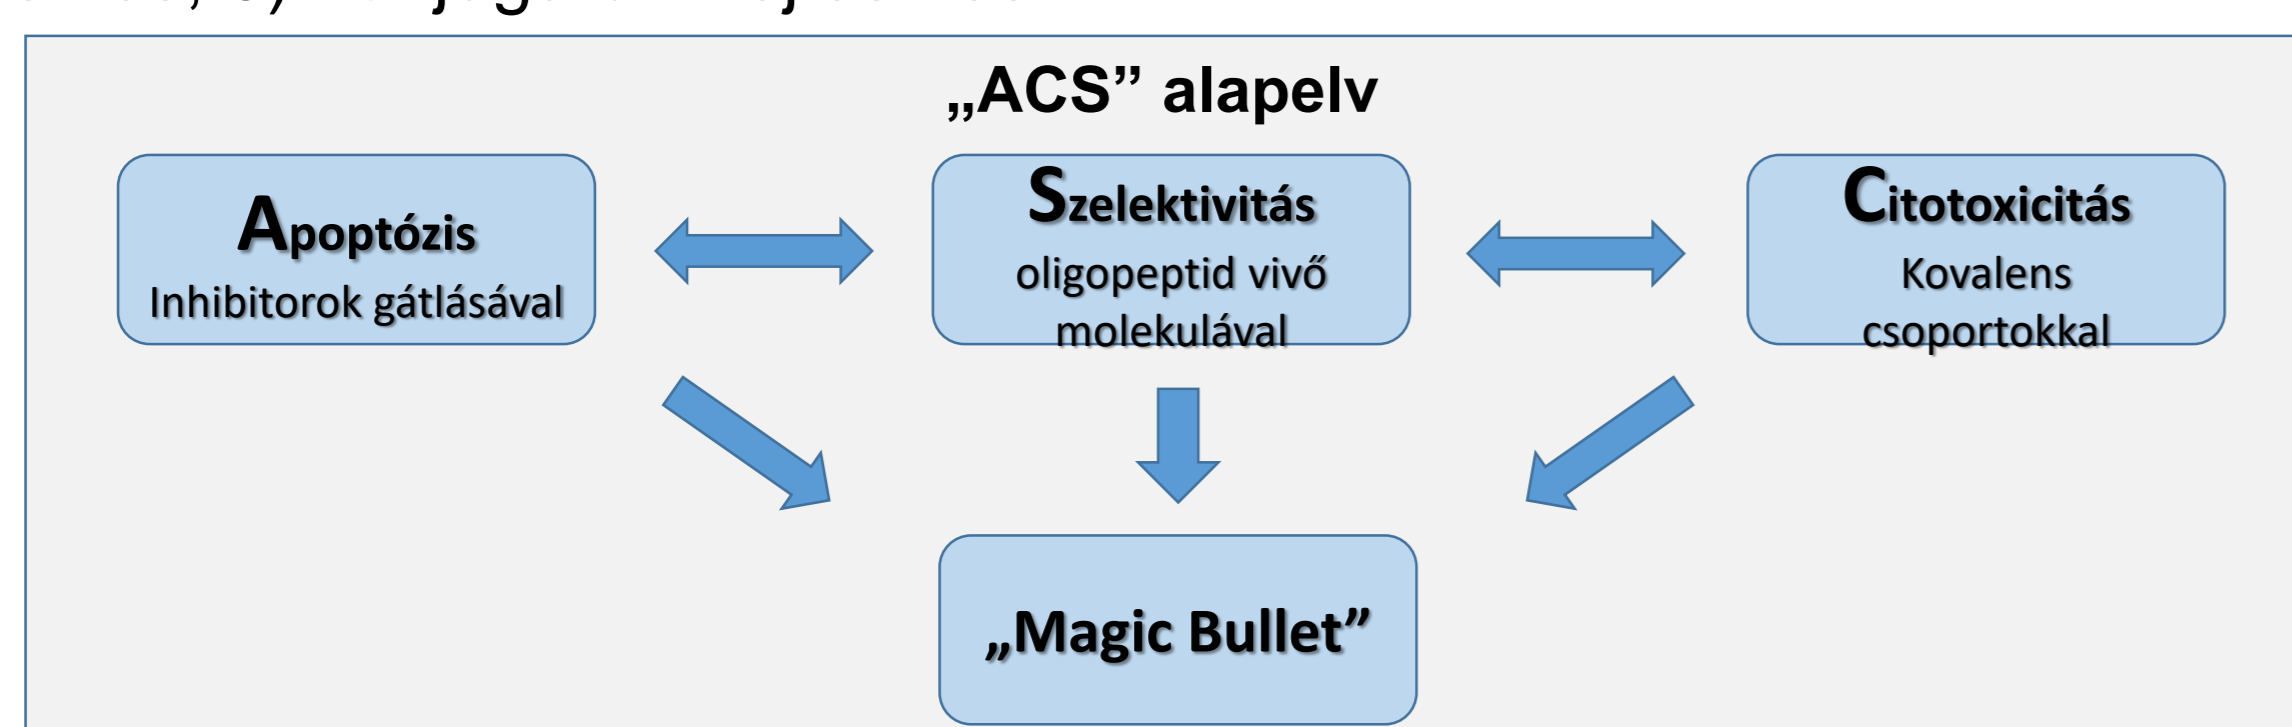 „ACS” alapelv
Apoptózis
Inhibitorok gátlásával
Szelektivitás
oligopeptid vivő
molekulával
Citotoxicitás
Kovalens
csoportokkal
„Magic Bullet”